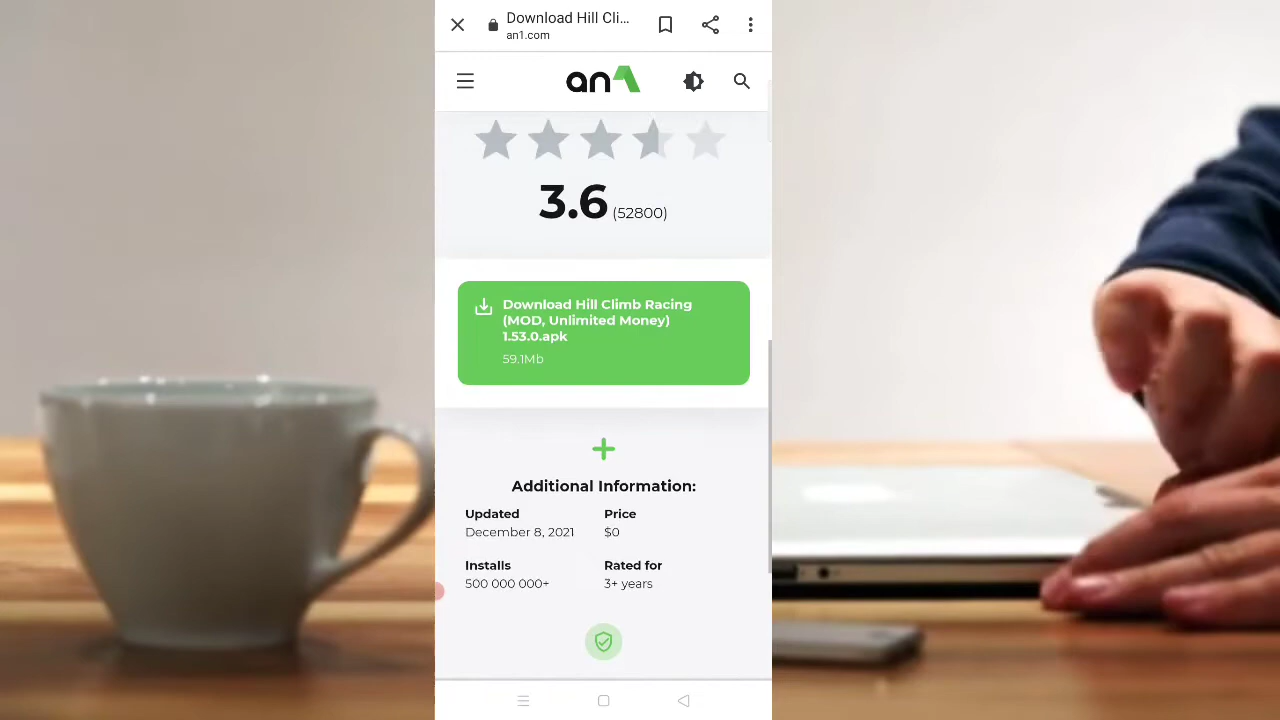 Download Hill Cli...
an1.com
an1
3.6 (52800)
Download Hill Climb Racing
(MOD, Unlimited Money)
1.53.0.apk
59.1Mb
Additional Information:
Updated
December 8, 2021
Price
$0
Installs
500 000 000+
Rated for
3+ years